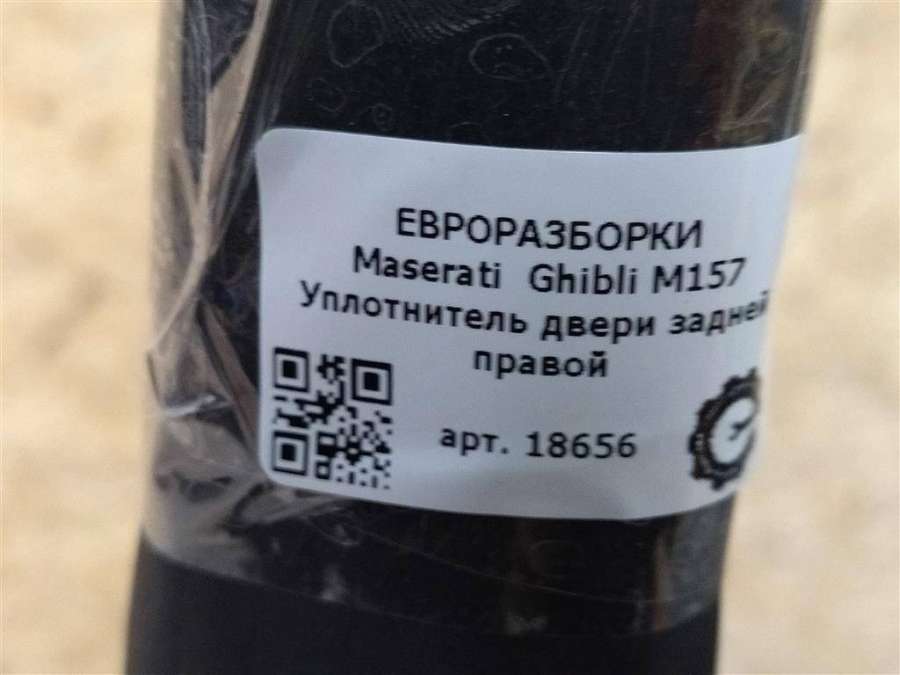 ЕВРОРАЗБОРКИ
Maserati Ghibli M157
Уплотнитель двери задней
правой
арт. 18656